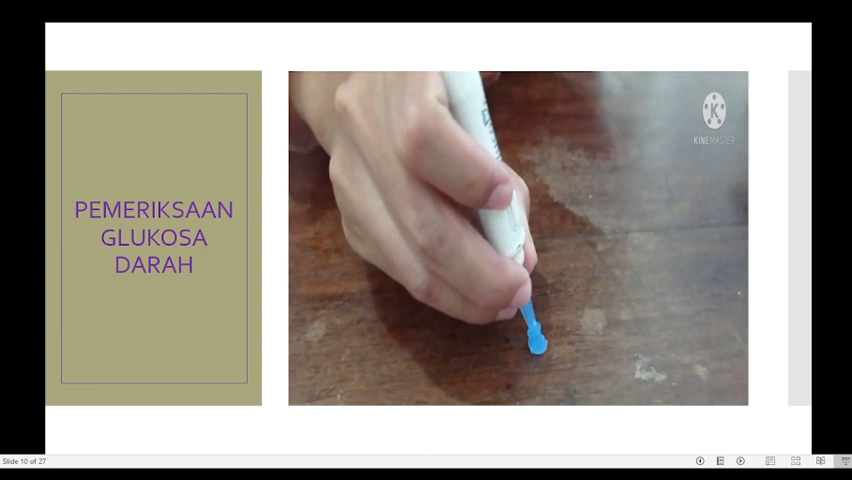 PEMERIKSAAN
GLUKOSA
DARAH
K
KINEMASTER
Slide 10 of 27